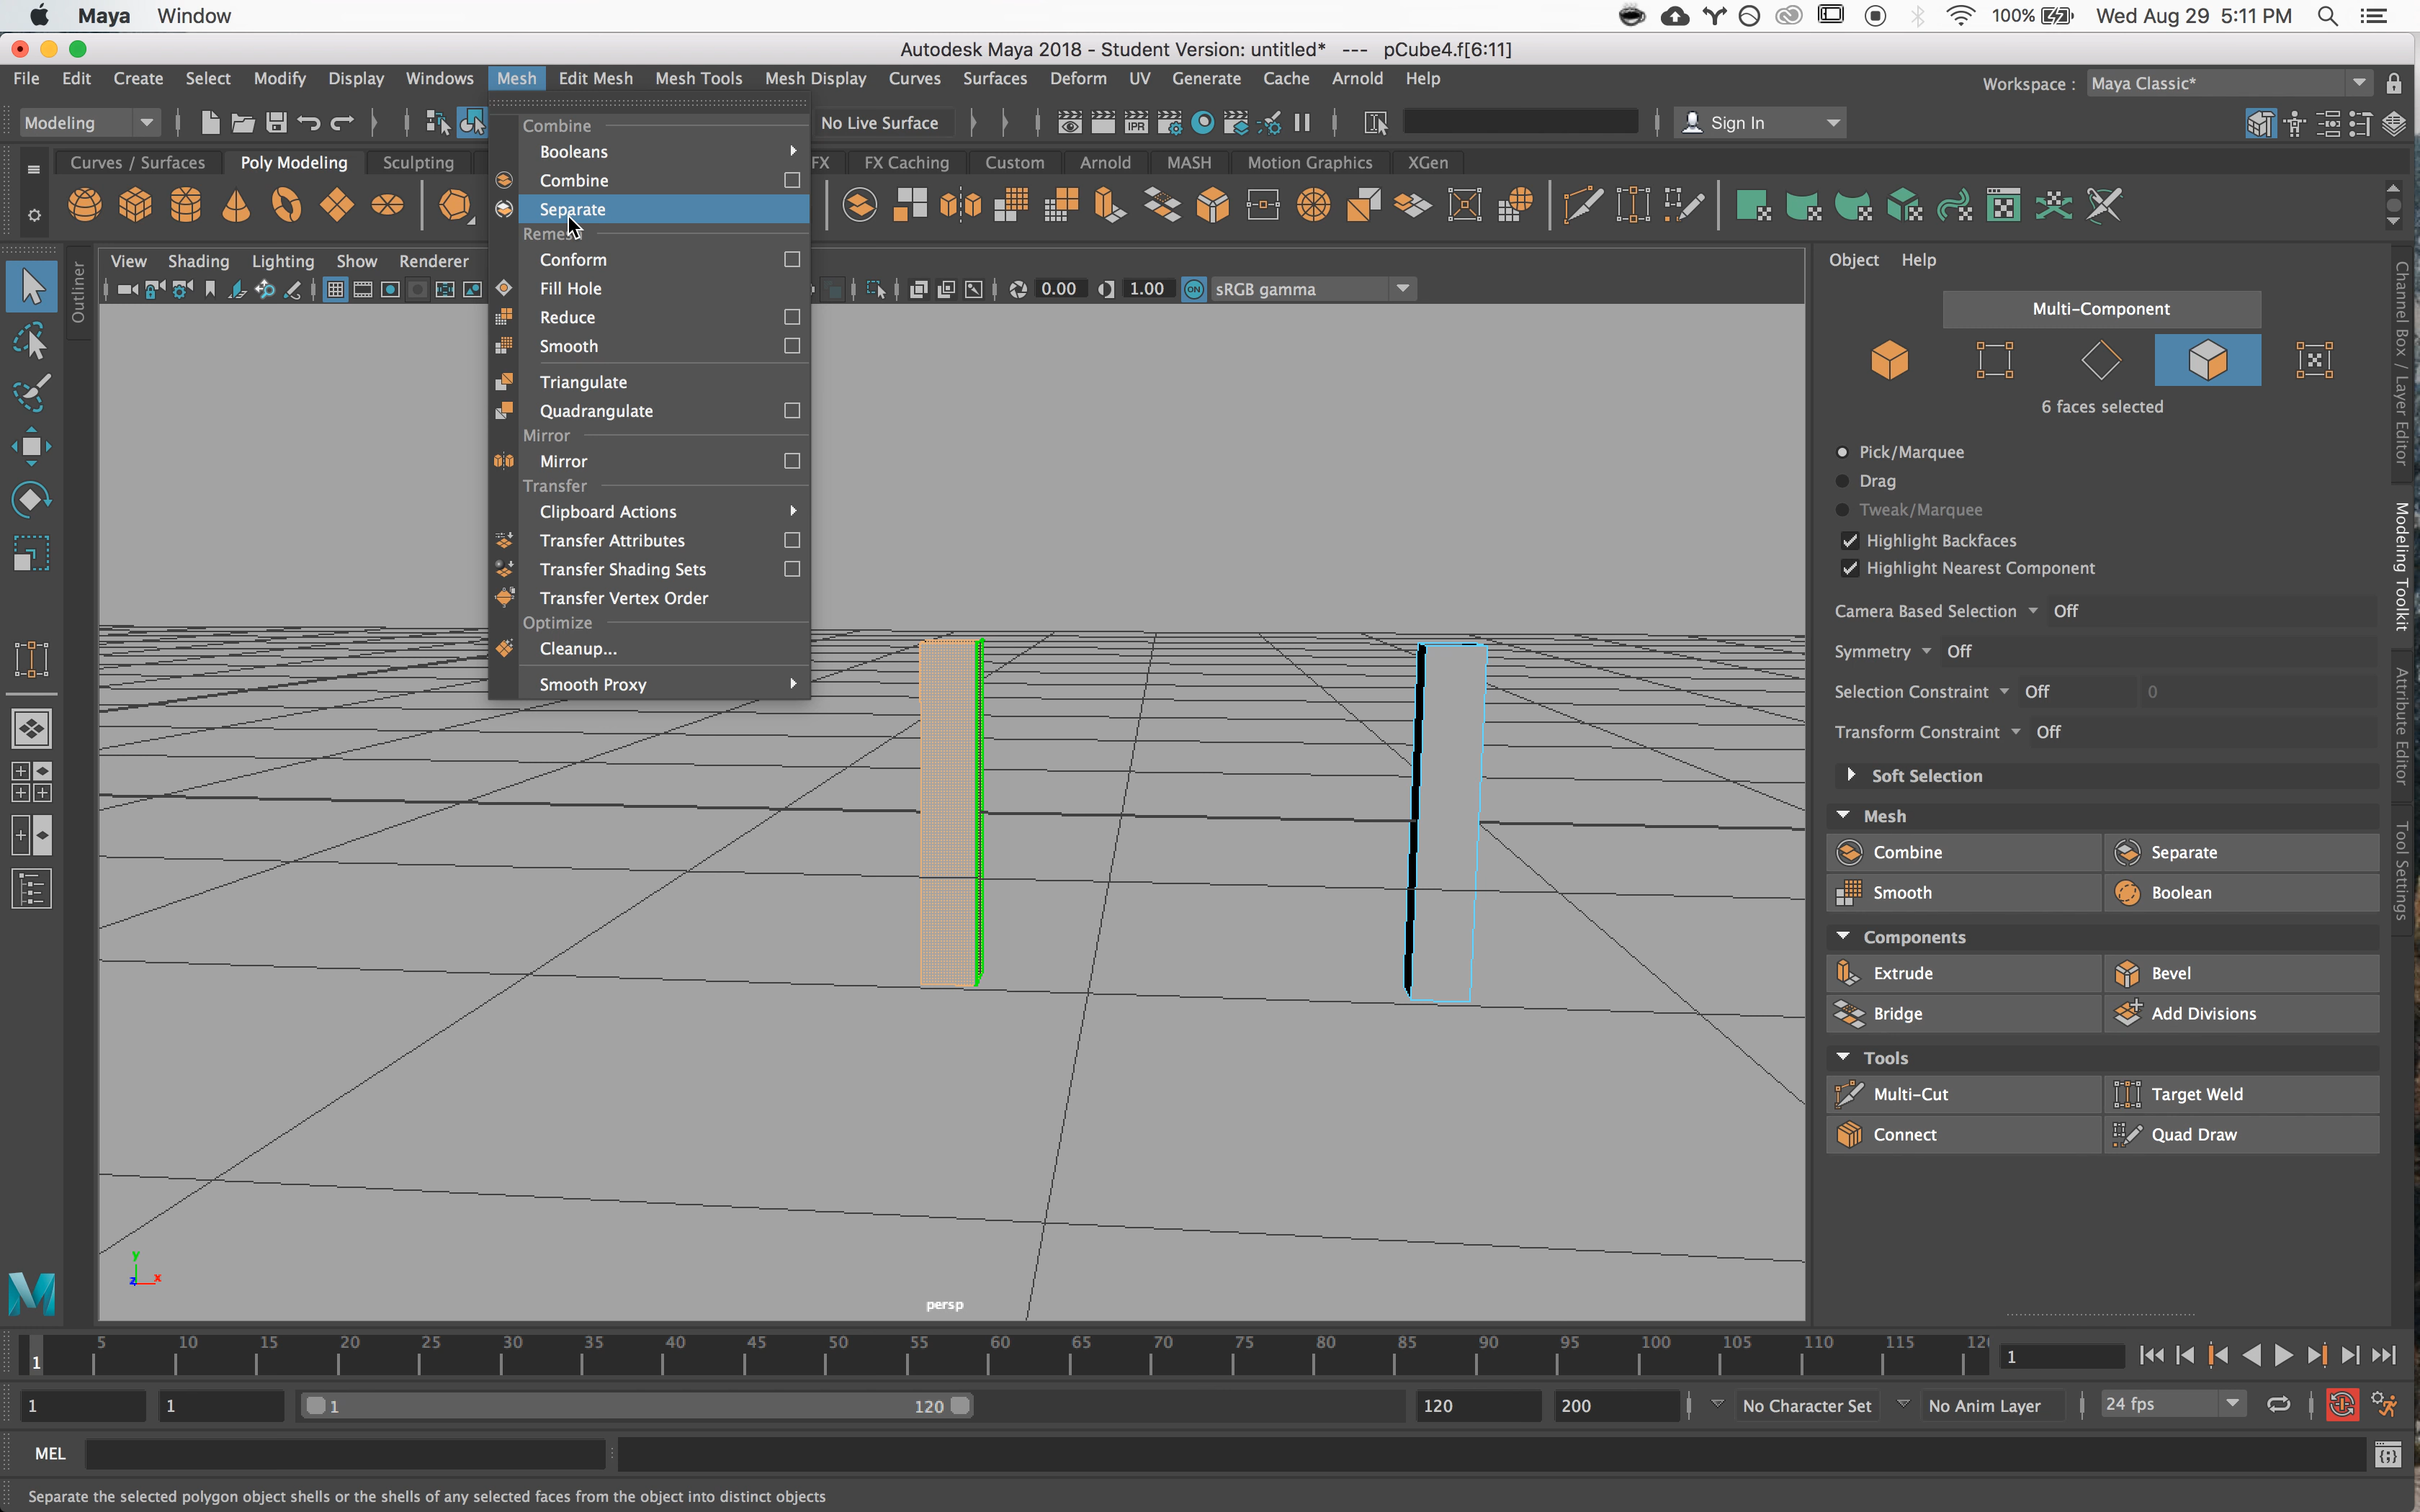 Maya Window 100% Wed Aug 29 5:11 PM
Autodesk Maya 2018 - Student Version: untitled* --- pCube4.f[6:11]
File Edit Create Select Modify Display Windows Mesh Edit Mesh Mesh Tools Mesh Display Curves Surfaces Deform UV Generate Cache Arnold Help Workspace : Maya Classic*
Modeling No Live Surface IPR Sign In
Curves / Surfaces Poly Modeling Sculpting FX FX Caching Custom Arnold MASH Motion Graphics XGen
Combine
Booleans
Combine
Separate
Remesh
Conform
Fill Hole
Reduce
Smooth
Triangulate
Quadrangulate
Mirror
Mirror
Transfer
Clipboard Actions
Transfer Attributes
Transfer Shading Sets
Transfer Vertex Order
Optimize
Cleanup...
Smooth Proxy
Outliner
View Shading Lighting Show Renderer
0.00 1.00 ON sRGB gamma
y
z x
persp
Object Help
Multi-Component
6 faces selected
Pick/Marquee
Drag
Tweak/Marquee
Highlight Backfaces
Highlight Nearest Component
Camera Based Selection Off
Symmetry Off
Selection Constraint Off 0
Transform Constraint Off
Soft Selection
Mesh
Combine Separate
Smooth Boolean
Components
Extrude Bevel
Bridge Add Divisions
Tools
Multi-Cut Target Weld
Connect Quad Draw
Channel Box / Layer Editor
Modeling Toolkit
Attribute Editor
Tool Settings
1 5 10 15 20 25 30 35 40 45 50 55 60 65 70 75 80 85 90 95 100 105 110 115 1
1 1 1 120 120 200 No Character Set No Anim Layer 24 fps
MEL
Separate the selected polygon object shells or the shells of any selected faces from the object into distinct objects